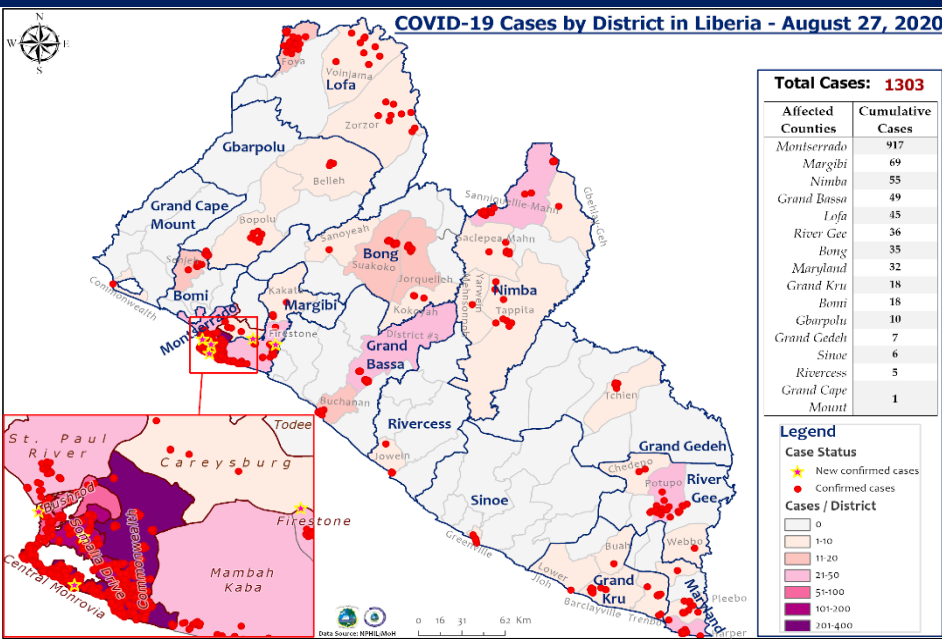 COVID-19 Cases by District in Liberia - August 27, 2020
N
W E
S
Foya
Voinjama
Lofa
Zorzor
Gbarpolu
Belleh
Grand Cape
Mount
Bopolu
Sanniquellie-Mahn
Gbehlay-Geh
Sanoyeah
Saclepea-Mahn
Bong
Suakoko
Senjeh
Jorquelleh
Commonwealth
Bomi
Kakata
Margibi
Kokoyah
Nimba
Yarwein
Mehnsonnoh
Tappita
Montserrado
Firestone
District #3
Grand
Bassa
Buchanan
Rivercess
Tchien
Jowein
Grand Gedeh
Chedepo
Potupo
River
Gee
Sinoe
Greenville
Webbo
Buah
Lower
Jloh
Grand
Kru
Barclayville
Trenbo
Maryland
Pleebo
Harper
St. Paul
River
Todee
Careysburg
Bushrod
Firestone
Somalia Drive
Commonwealth
Central Monrovia
Mambah
Kaba
Data Source: NPHIL/MoH
0 16 31 62 Km
Total Cases: 1303
Affected Counties Cumulative Cases
Montserrado 917
Margibi 69
Nimba 55
Grand Bassa 49
Lofa 45
River Gee 36
Bong 35
Maryland 32
Grand Kru 18
Bomi 18
Gbarpolu 10
Grand Gedeh 7
Sinoe 6
Rivercess 5
Grand Cape Mount 1
Legend
Case Status
New confirmed cases
Confirmed cases
Cases / District
0
1-10
11-20
21-50
51-100
101-200
201-400